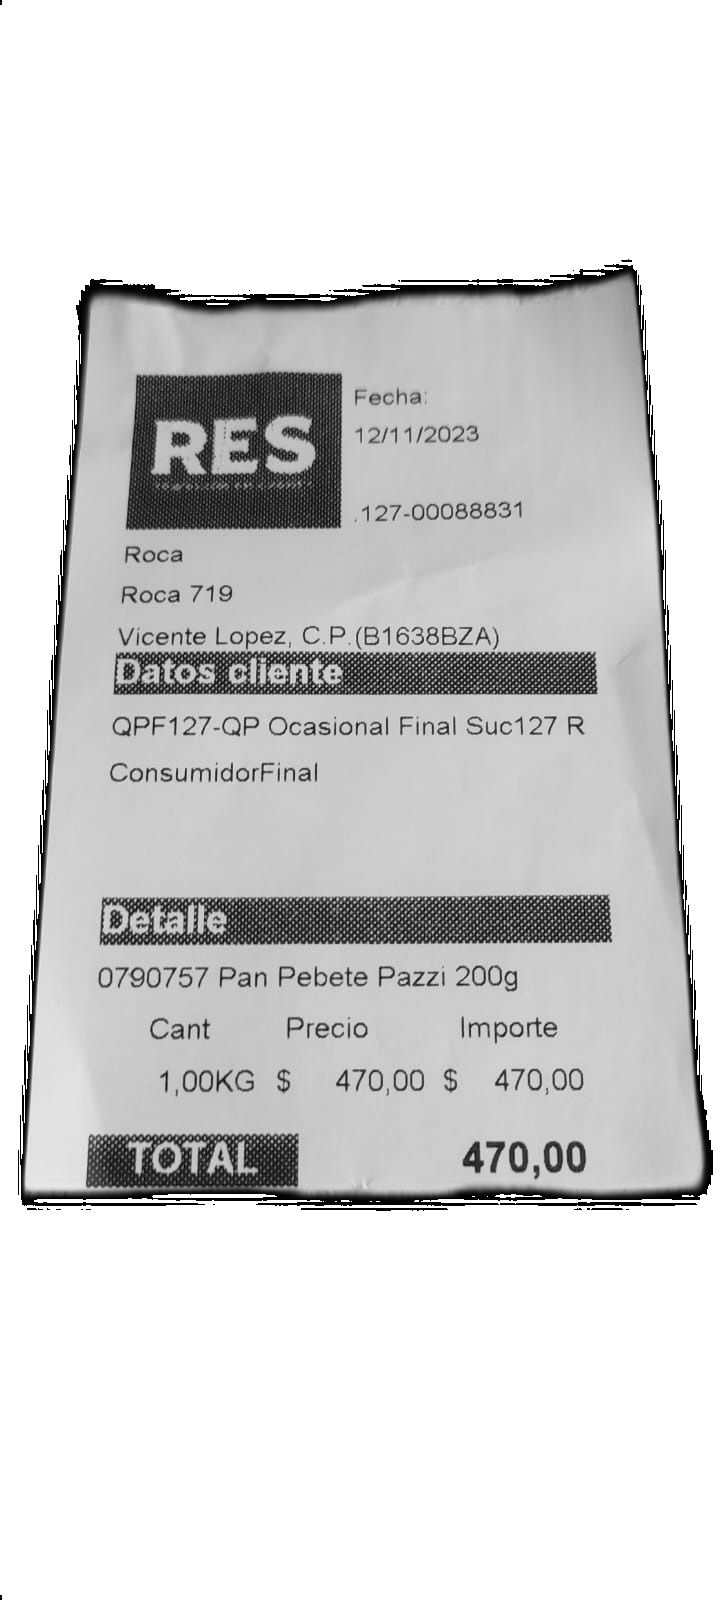 RES
Fecha:
12/11/2023
.127-00088831
Roca
Roca 719
Vicente Lopez, C.P.(B1638BZA)
Datos cliente
QPF127-QP Ocasional Final Suc127 R
ConsumidorFinal
Detalle
0790757 Pan Pebete Pazzi 200g
Cant Precio Importe
1,00KG $ 470,00 $ 470,00
TOTAL 470,00